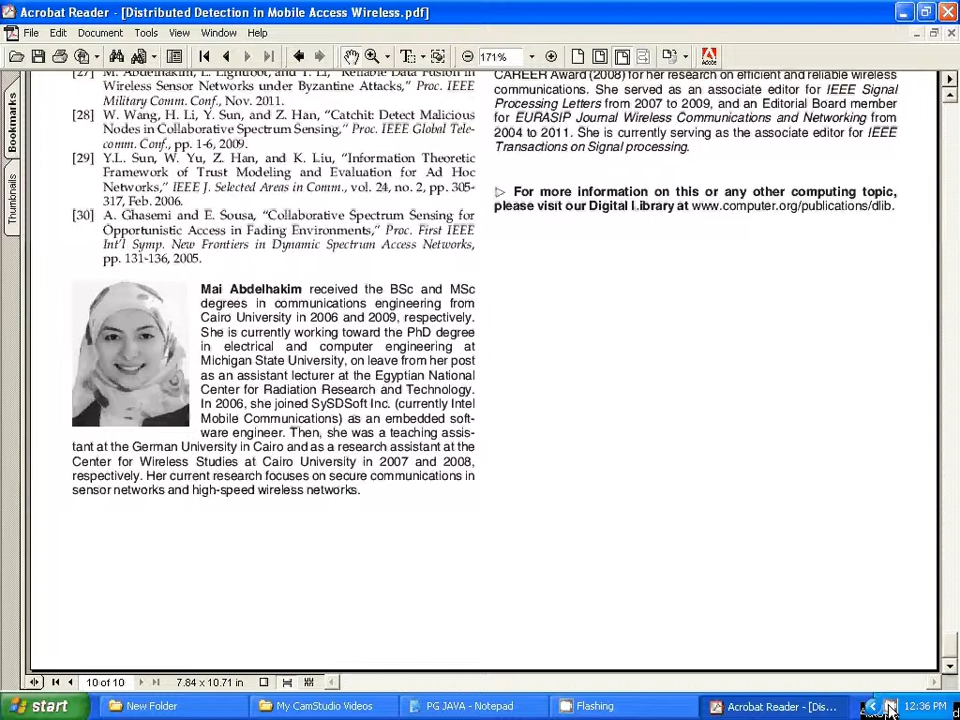 Acrobat Reader - [Distributed Detection in Mobile Access Wireless.pdf]
File Edit Document Tools View Window Help
171%
Bookmarks
Thumbnails
[27] M. Abdelhakim, L. Lightfoot, and T. Li, "Reliable Data Fusion in
Wireless Sensor Networks under Byzantine Attacks," Proc. IEEE
Military Comm. Conf., Nov. 2011.
[28] W. Wang, H. Li, Y. Sun, and Z. Han, "Catchit: Detect Malicious
Nodes in Collaborative Spectrum Sensing," Proc. IEEE Global Tele-
comm. Conf., pp. 1-6, 2009.
[29] Y.L. Sun, W. Yu, Z. Han, and K. Liu, "Information Theoretic
Framework of Trust Modeling and Evaluation for Ad Hoc
Networks," IEEE J. Selected Areas in Comm., vol. 24, no. 2, pp. 305-
317, Feb. 2006.
[30] A. Ghasemi and E. Sousa, "Collaborative Spectrum Sensing for
Opportunistic Access in Fading Environments," Proc. First IEEE
Int'l Symp. New Frontiers in Dynamic Spectrum Access Networks,
pp. 131-136, 2005.
Mai Abdelhakim received the BSc and MSc
degrees in communications engineering from
Cairo University in 2006 and 2009, respectively.
She is currently working toward the PhD degree
in electrical and computer engineering at
Michigan State University, on leave from her post
as an assistant lecturer at the Egyptian National
Center for Radiation Research and Technology.
In 2006, she joined SySDSoft Inc. (currently Intel
Mobile Communications) as an embedded soft-
ware engineer. Then, she was a teaching assis-
tant at the German University in Cairo and as a research assistant at the
Center for Wireless Studies at Cairo University in 2007 and 2008,
respectively. Her current research focuses on secure communications in
sensor networks and high-speed wireless networks.
CAREER Award (2008) for her research on efficient and reliable wireless
communications. She served as an associate editor for IEEE Signal
Processing Letters from 2007 to 2009, and an Editorial Board member
for EURASIP Journal Wireless Communications and Networking from
2004 to 2011. She is currently serving as the associate editor for IEEE
Transactions on Signal processing.
▷ For more information on this or any other computing topic,
please visit our Digital Library at www.computer.org/publications/dlib.
10 of 10 7.84 x 10.71 in
start New Folder My CamStudio Videos PG JAVA - Notepad Flashing Acrobat Reader - [Dis... 12:36 PM